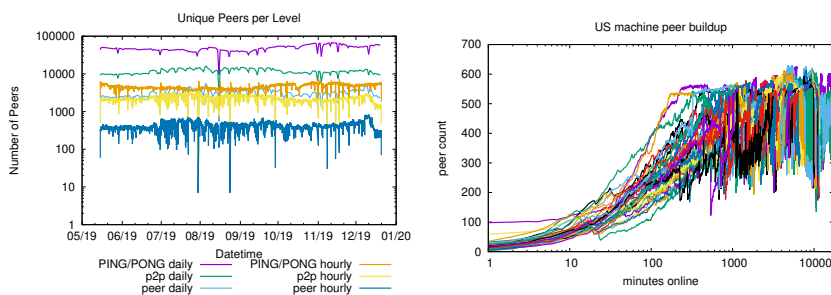 Unique Peers per Level
Number of Peers
100000
10000
1000
100
10
1
05/19 06/19 07/19 08/19 09/19 10/19 11/19 12/19 01/20
Datetime
PING/PONG daily
p2p daily
peer daily
PING/PONG hourly
p2p hourly
peer hourly
US machine peer buildup
peer count
700
600
500
400
300
200
100
0
1 10 100 1000 10000
minutes online